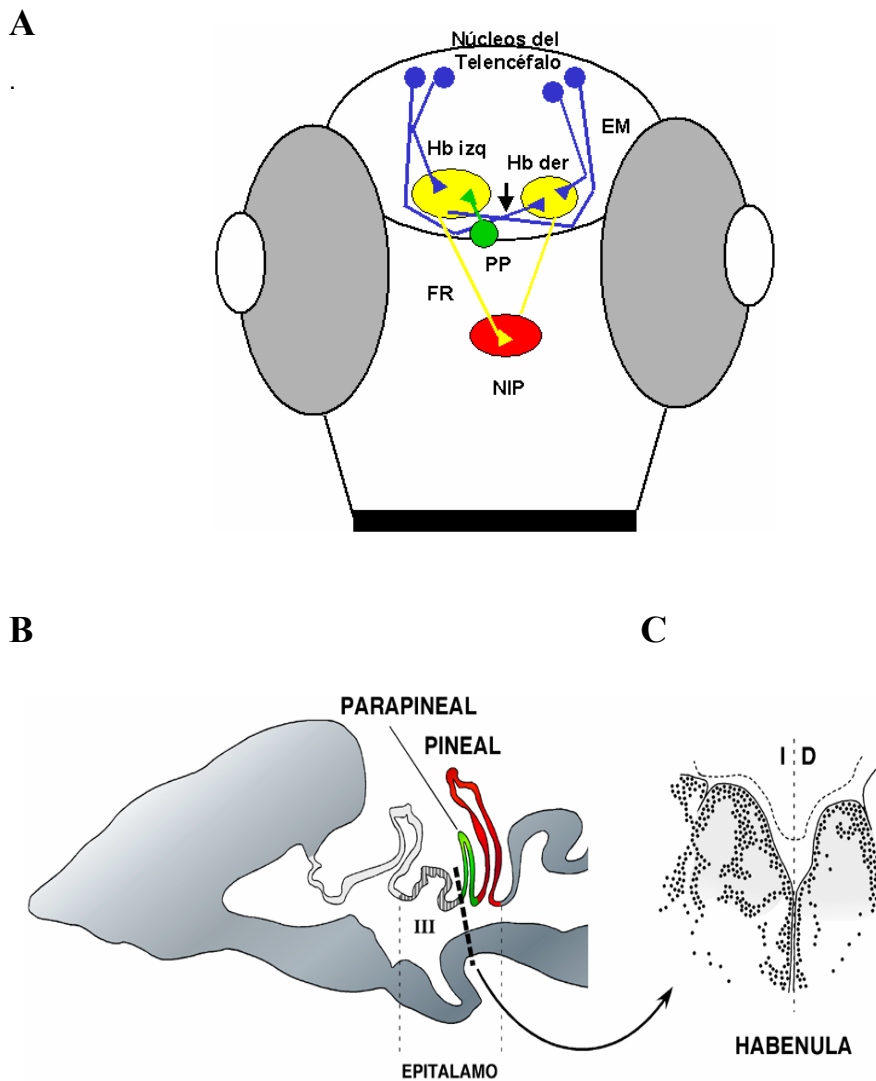 A
.
Núcleos del
Telencéfalo
EM
Hb izq
Hb der
PP
FR
NIP
B
C
PARAPINEAL
PINEAL
I D
III
HABENULA
EPITALAMO